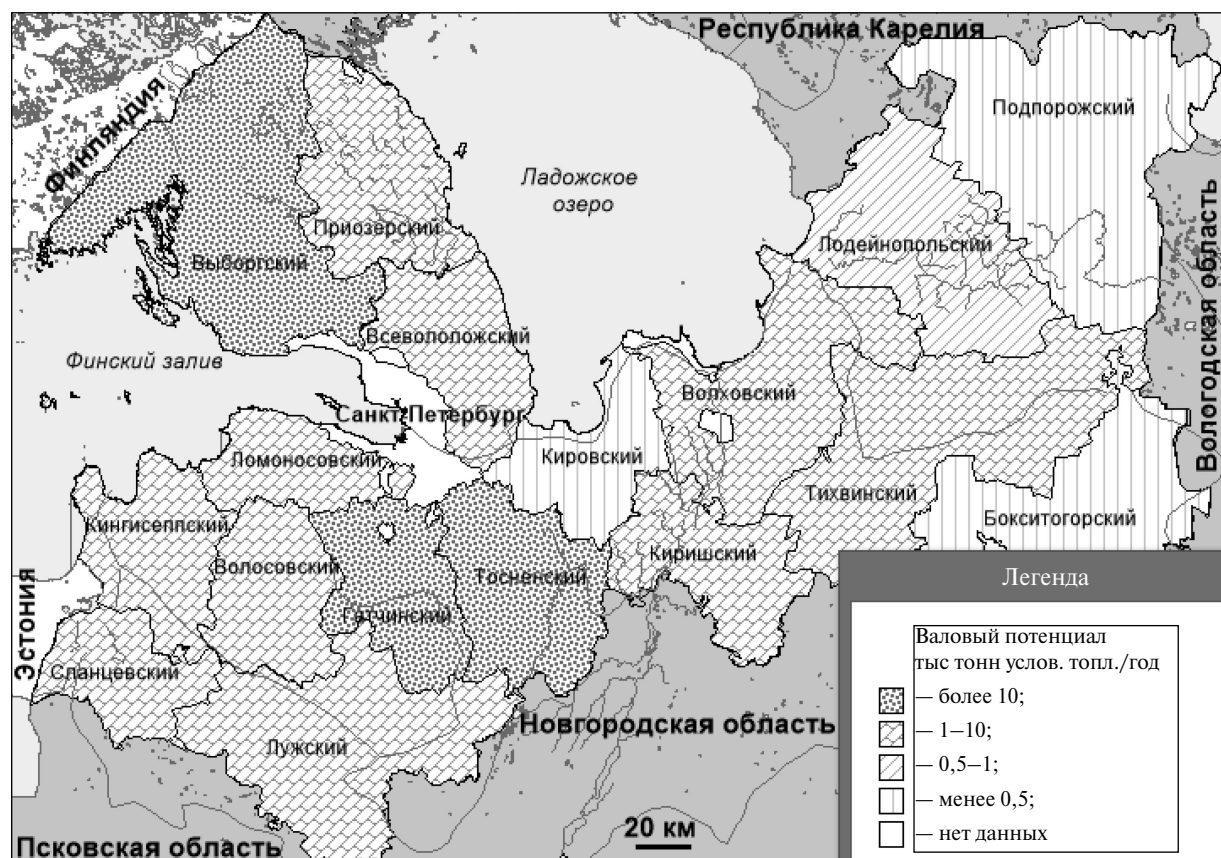 Республика Карелия
Финляндия
Подпорожский
Ладожское
озеро
Приозерский
Выборгский
Лодейнопольский
Вологодская область
Всевоположский
Финский залив
Волховский
Санкт.Петербург
Ломоносовский
Кировский
Тихвинский
Бокситогорский
Кингисеппский
Волосовский
Гатчинский
Тосненский
Киришский
Эстония
Сланцевский
Лужский
Новгородская область
Псковская область
20 км
Легенда
Валовый потенциал
тыс тонн услов. топл./год
— более 10;
— 1–10;
— 0,5–1;
— менее 0,5;
— нет данных